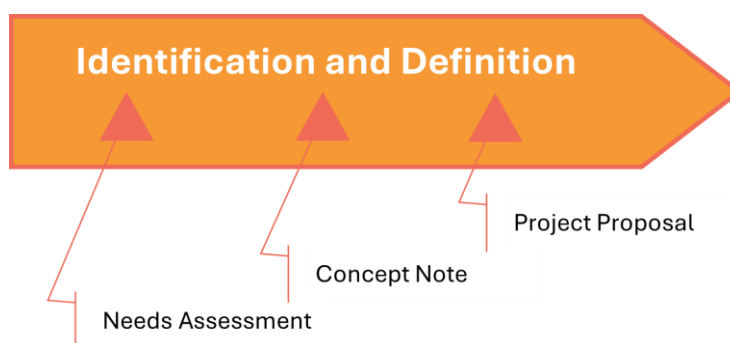 Identification and Definition
Project Proposal
Concept Note
Needs Assessment